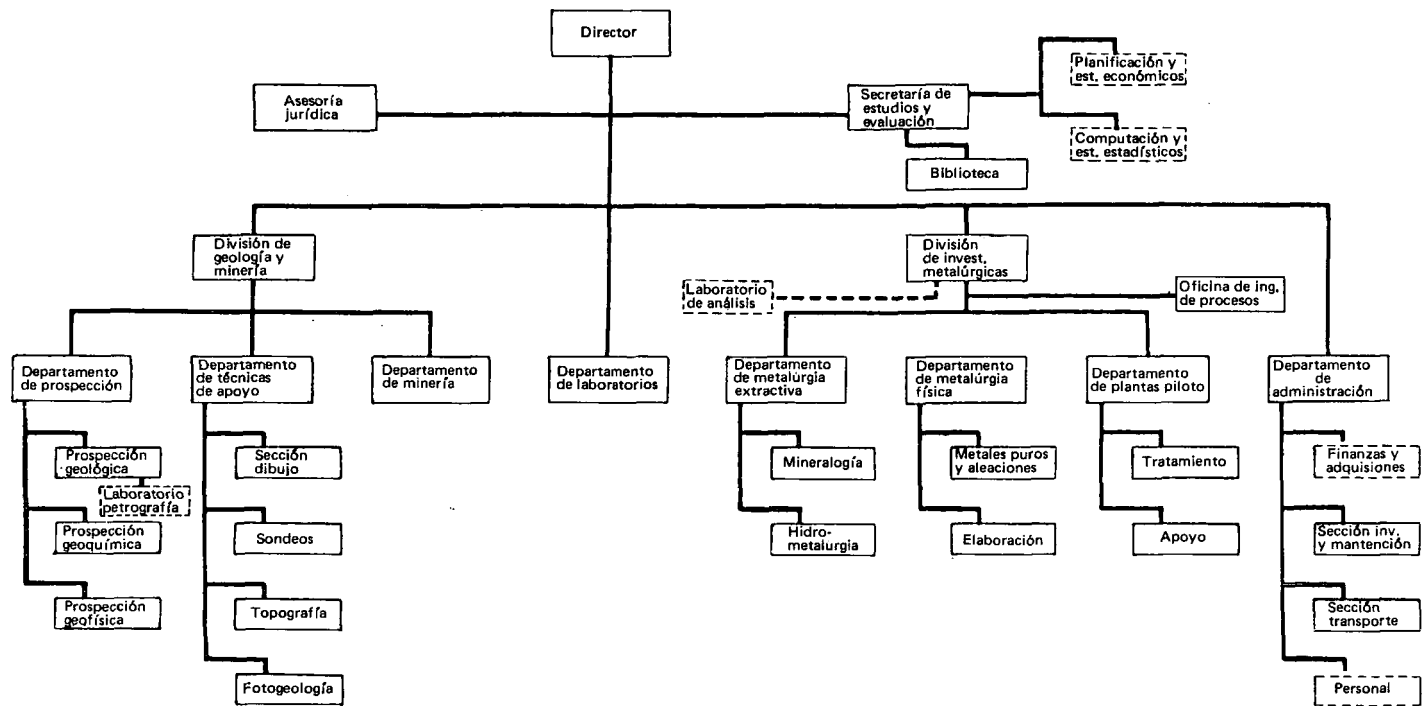 Director
Planificación y
est. económicos
Asesoría
jurídica
Secretaría de
estudios y
evaluación
Computación y
est. estadísticos
Biblioteca
División de
geología y
minería
División
de invest.
metalúrgicas
Laboratorio
de análisis
Oficina de ing.
de procesos
Departamento
de prospección
Departamento
de técnicas
de apoyo
Departamento
de minería
Departamento
de laboratorios
Departamento
de metalúrgia
extractiva
Departamento
de metalúrgia
física
Departamento
de plantas piloto
Departamento
de
administración
Prospección
geológica
Laboratorio
petrografía
Prospección
geoquímica
Prospección
geofísica
Sección
dibujo
Sondeos
Topografía
Fotogeología
Mineralogía
Hidro-
metalurgia
Metales puros
y aleaciones
Elaboración
Tratamiento
Apoyo
Finanzas y
adquisiones
Sección inv.
y mantención
Sección
transporte
Personal